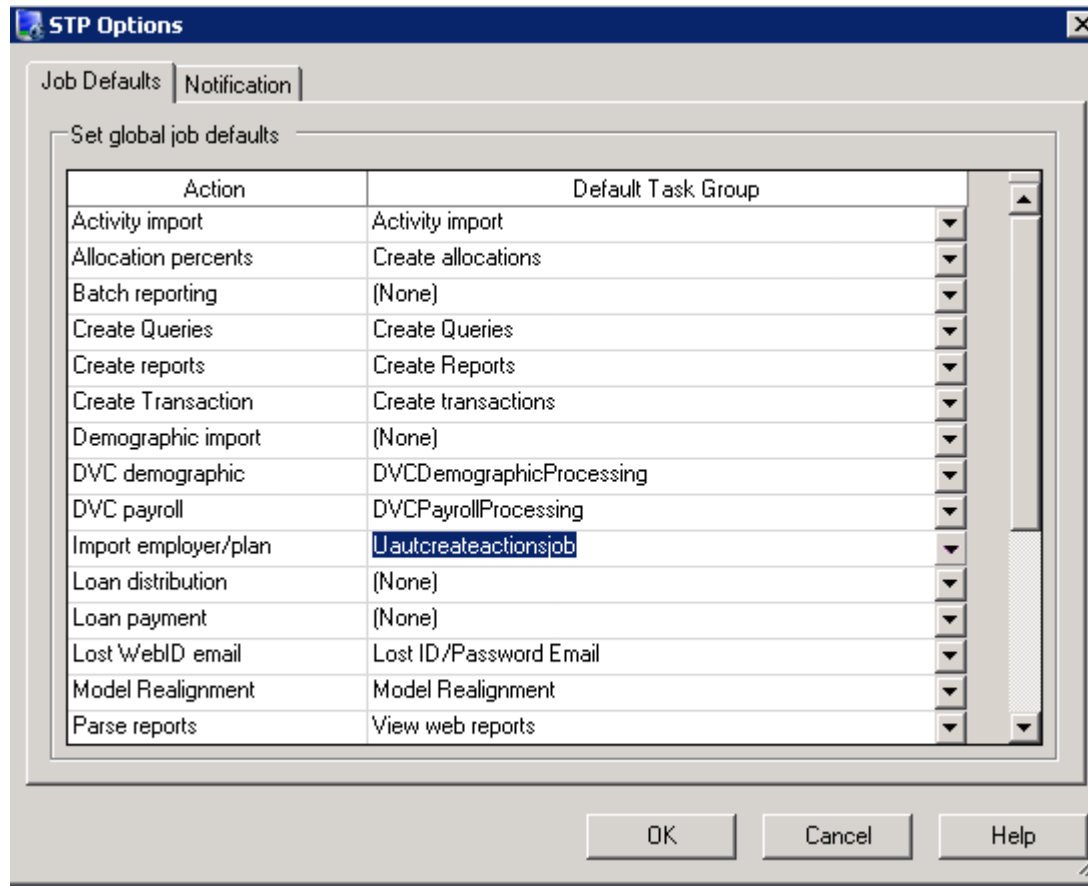 STP Options
Job Defaults Notification
Set global job defaults
Action Default Task Group
Activity import Activity import
Allocation percents Create allocations
Batch reporting (None)
Create Queries Create Queries
Create reports Create Reports
Create Transaction Create transactions
Demographic import (None)
DVC demographic DVCDemographicProcessing
DVC payroll DVCPayrollProcessing
Import employer/plan Uautcreateactionsjob
Loan distribution (None)
Loan payment (None)
Lost WebID email Lost ID/Password Email
Model Realignment Model Realignment
Parse reports View web reports
OK Cancel Help